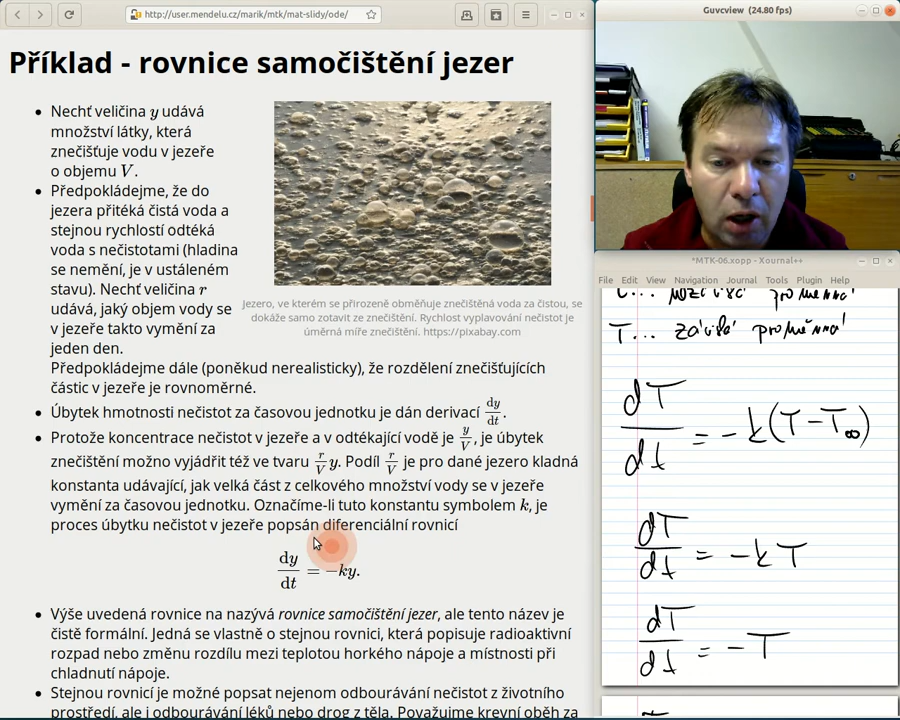 http://user.mendelu.cz/marik/mtk/mat-slidy/ode/
Guvcview (24.80 fps)
Příklad - rovnice samočištění jezer
Nechť veličina y udává
množství látky, která
znečišťuje vodu v jezeře
o objemu V.
Předpokládejme, že do
jezera přitéká čistá voda a
stejnou rychlostí odtéká
voda s nečistotami (hladina
se nemění, je v ustáleném
stavu). Nechť veličina r
udává, jaký objem vody se
v jezeře takto vymění za
jeden den.
Předpokládejme dále (poněkud nerealisticky), že rozdělení znečišťujících
částic v jezeře je rovnoměrné.
Jezero, ve kterém se přirozeně obměňuje znečištěná voda za čistou, se
dokáže samo zotavit ze znečištění. Rychlost vyplavování nečistot je
úměrná míře znečištění. https://pixabay.com
Úbytek hmotnosti nečistot za časovou jednotku je dán derivací dy/dt.
Protože koncentrace nečistot v jezeře a v odtékající vodě je y/V, je úbytek
znečištění možno vyjádřit též ve tvaru r/V y. Podíl r/V je pro dané jezero kladná
konstanta udávající, jak velká část z celkového množství vody se v jezeře
vymění za časovou jednotku. Označíme-li tuto konstantu symbolem k, je
proces úbytku nečistot v jezeře popsán diferenciální rovnicí
dy/dt = −ky.
Výše uvedená rovnice na nazývá rovnice samočištění jezer, ale tento název je
čistě formální. Jedná se vlastně o stejnou rovnici, která popisuje radioaktivní
rozpad nebo změnu rozdílu mezi teplotou horkého nápoje a místnosti při
chladnutí nápoje.
Stejnou rovnicí je možné popsat nejenom odbourávání nečistot z životního
prostředí, ale i odbourávání léků nebo drog z těla. Považujme krevní oběh za
*MTK-06.xopp - Xournal++
File Edit View Navigation Journal Tools Plugin Help
T... závislá proměnná
dT/dt = -k(T-T∞)
dT/dt = -kT
dT/dt = -T